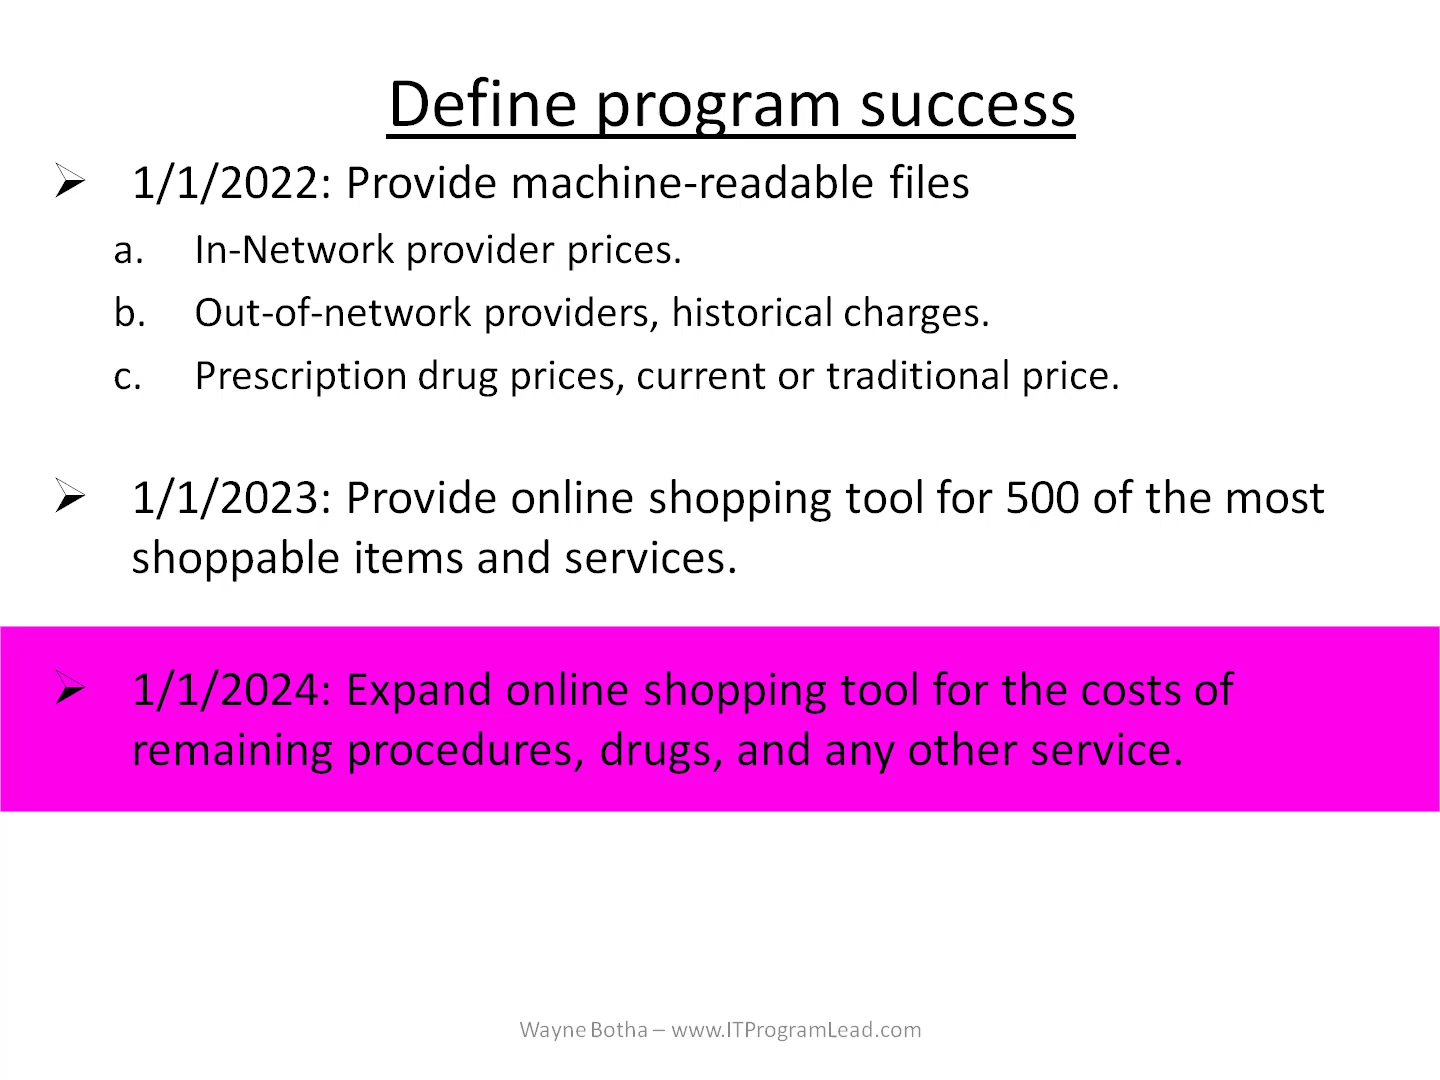 Define program success
➢ 1/1/2022: Provide machine-readable files
a. In-Network provider prices.
b. Out-of-network providers, historical charges.
c. Prescription drug prices, current or traditional price.
➢ 1/1/2023: Provide online shopping tool for 500 of the most
shoppable items and services.
➢ 1/1/2024: Expand online shopping tool for the costs of
remaining procedures, drugs, and any other service.
Wayne Botha – www.ITProgramLead.com